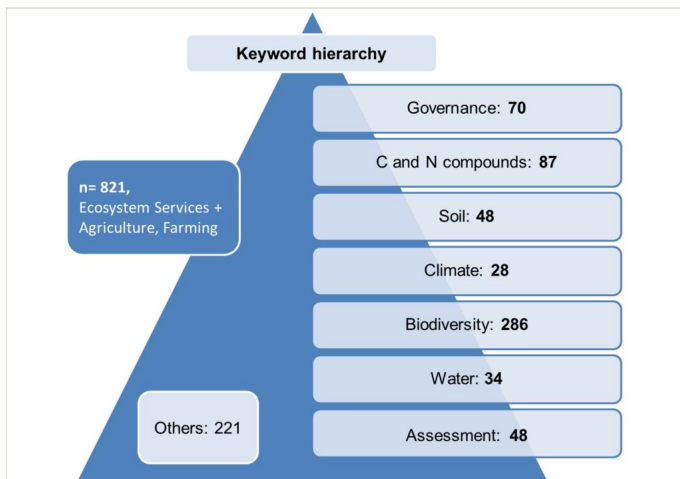 Keyword hierarchy
Governance: 70
n= 821,
Ecosystem Services +
Agriculture, Farming
C and N compounds: 87
Soil: 48
Climate: 28
Biodiversity: 286
Water: 34
Others: 221
Assessment: 48